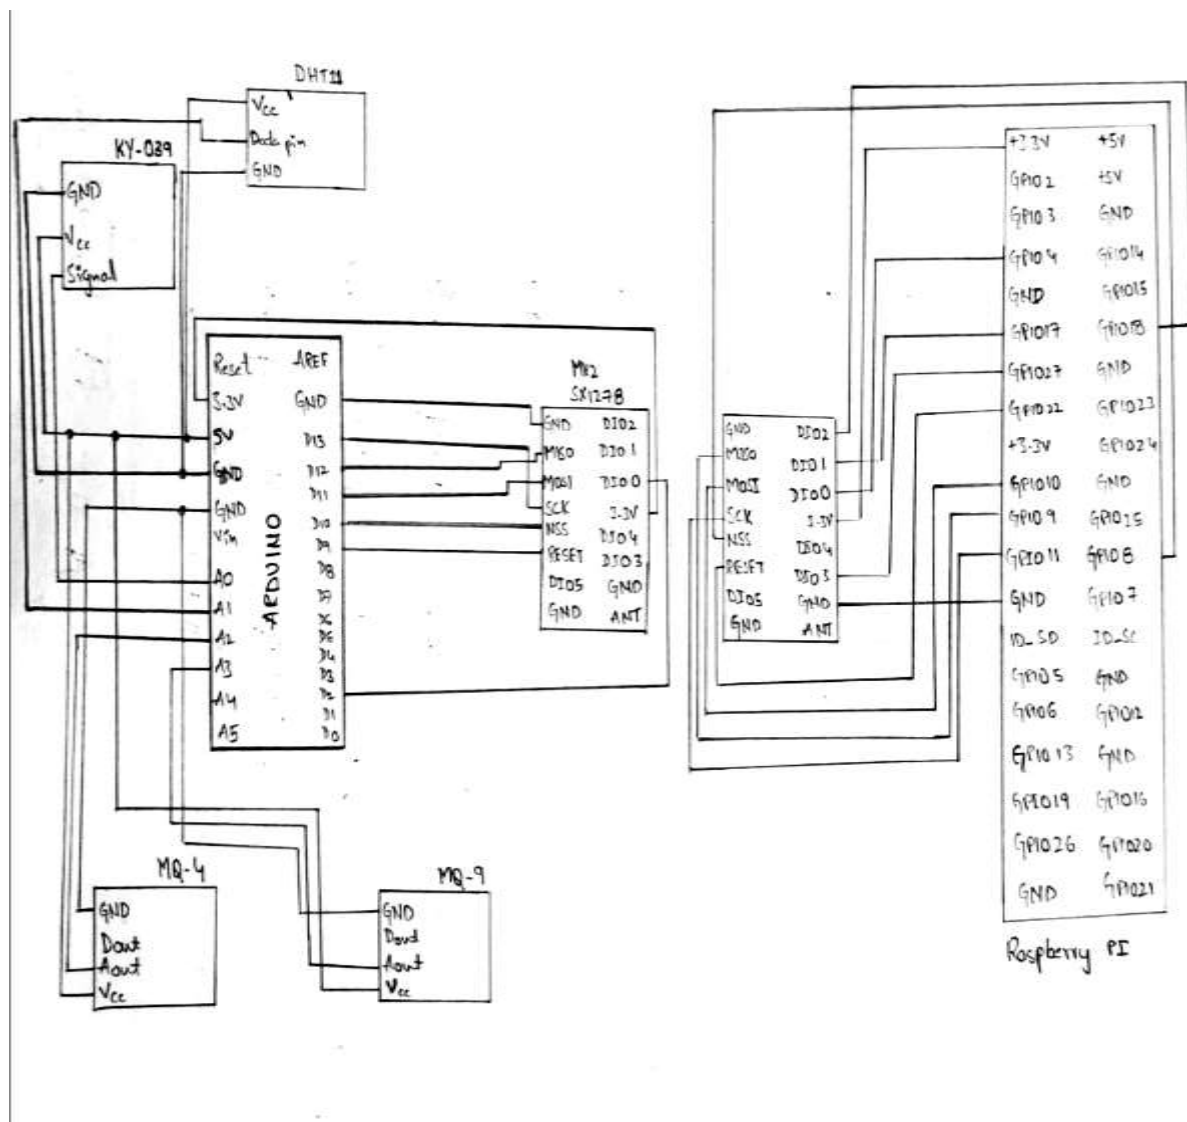 DHT11
Vcc
Data pin
GND
KY-039
GND
Vcc
Signal
ARDUINO
Reset AREF
3.3V GND
5V D13
GND D12
GND D11
Vin D10
D9
A0 D8
A1 D7
A2 D6
D5
A3 D4
D3
A4 D2
D1
A5 D0
SX1278
GND DIO2
MISO DIO1
MOSI DIO0
SCK 3.3V
NSS DIO4
RESET DIO3
DIO5 GND
GND ANT
GND DIO2
MISO DIO1
MOSI DIO0
SCK 3.3V
NSS DIO4
RESET DIO3
DIO5 GND
GND ANT
+3.3V +5V
GPIO2 +5V
GPIO3 GND
GPIO4 GPIO14
GND GPIO15
GPIO17 GPIO18
GPIO27 GND
GPIO22 GPIO23
+3.3V GPIO24
GPIO10 GND
GPIO9 GPIO25
GPIO11 GPIO8
GND GPIO7
ID_SD ID_SC
GPIO5 GND
GPIO6 GPIO12
GPIO13 GND
GPIO19 GPIO16
GPIO26 GPIO20
GND GPIO21
Raspberry PI
MQ-4
GND
Dout
Aout
Vcc
MQ-9
GND
Dout
Aout
Vcc